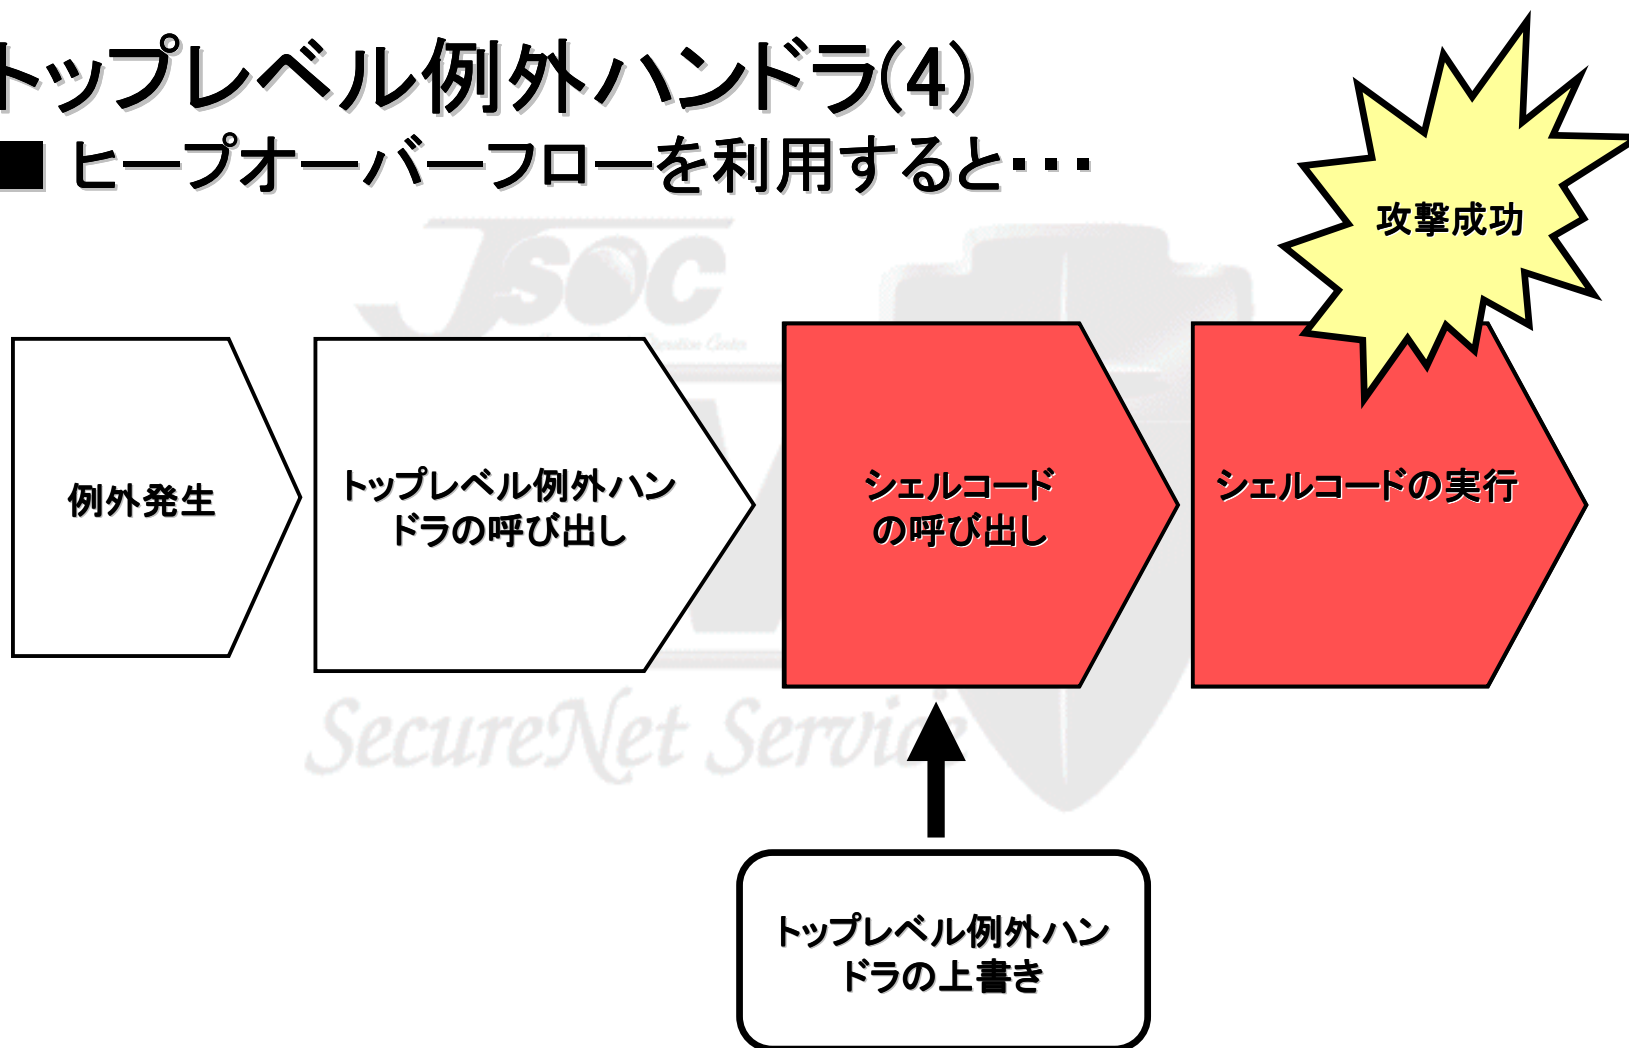 トップレベル例外ハンドラ(4)
■ ヒープオーバーフローを利用すると・・・
攻撃成功
JSOC
例外発生
トップレベル例外ハン
ドラの呼び出し
シェルコード
の呼び出し
シェルコードの実行
SecureNet Service
トップレベル例外ハン
ドラの上書き